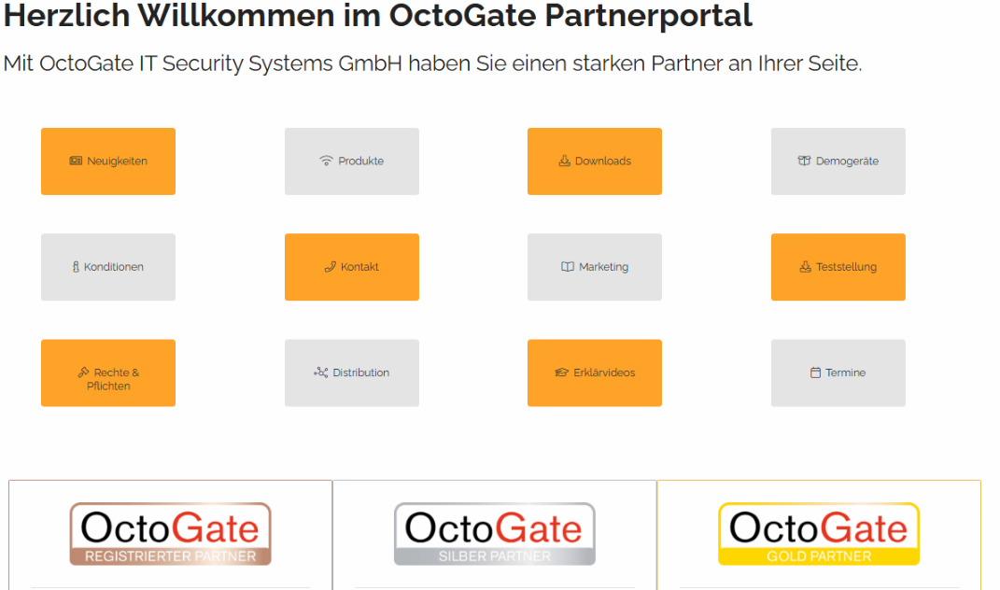 Herzlich Willkommen im OctoGate Partnerportal
Mit OctoGate IT Security Systems GmbH haben Sie einen starken Partner an Ihrer Seite.
Neuigkeiten
Produkte
Downloads
Demogeräte
Konditionen
Kontakt
Marketing
Teststellung
Rechte &
Pflichten
Distribution
Erklärvideos
Termine
OctoGate
REGISTRIERTER PARTNER
OctoGate
SILBER PARTNER
OctoGate
GOLD PARTNER